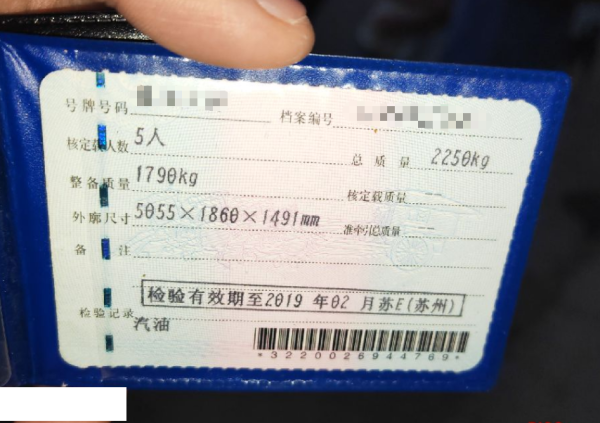 号牌号码 档案编号
核定载人数 5人 总质量 2250kg
整备质量 1790kg 核定载质量 --
外廓尺寸 5055×1860×1491mm 准牵引总质量 --
备注
检验有效期至2019 年02 月苏E(苏州)
检验记录
汽油
*3220026944769*